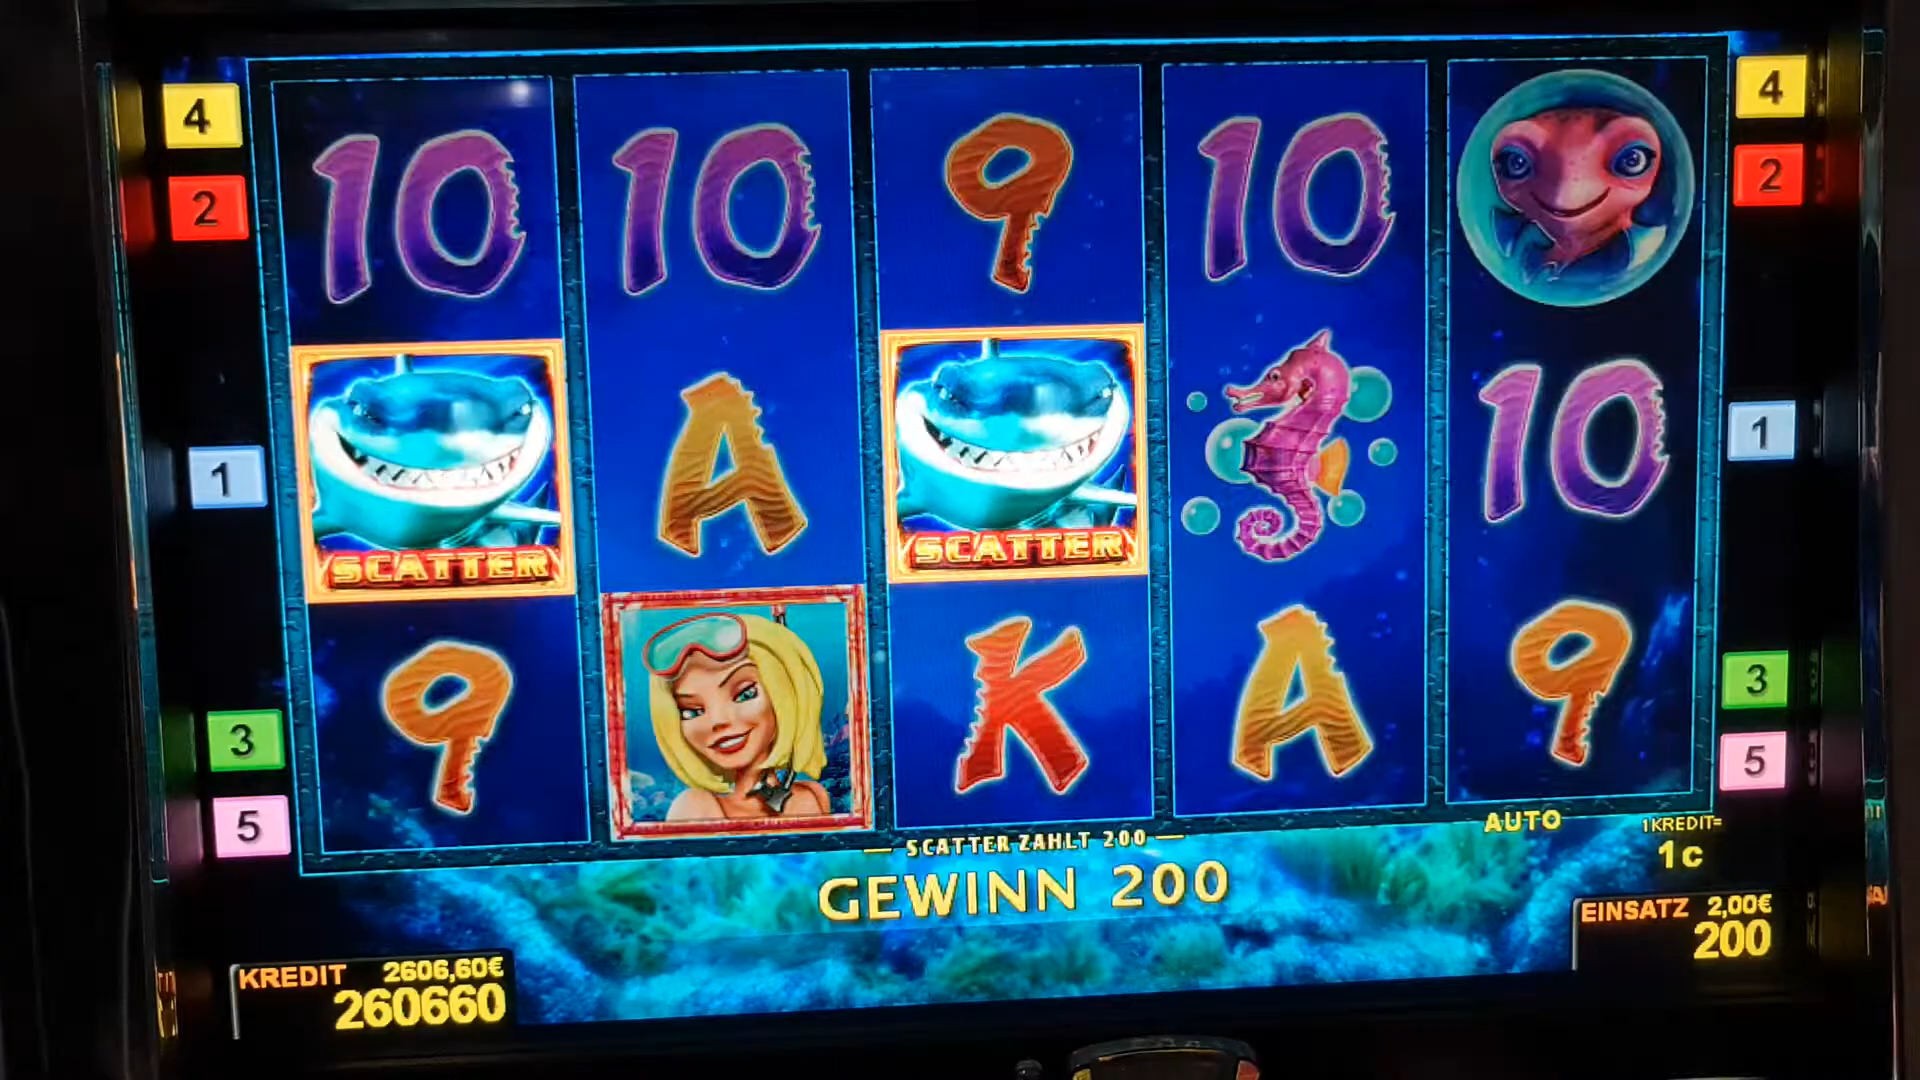 4
4
10
10
9
10
2
2
SCATTER
A
SCATTER
10
1
1
9
K
A
9
3
3
5
5
SCATTER ZAHLT 200
AUTO
1KREDIT=
1c
GEWINN 200
EINSATZ 2,00€
200
KREDIT 2606,60€
260660